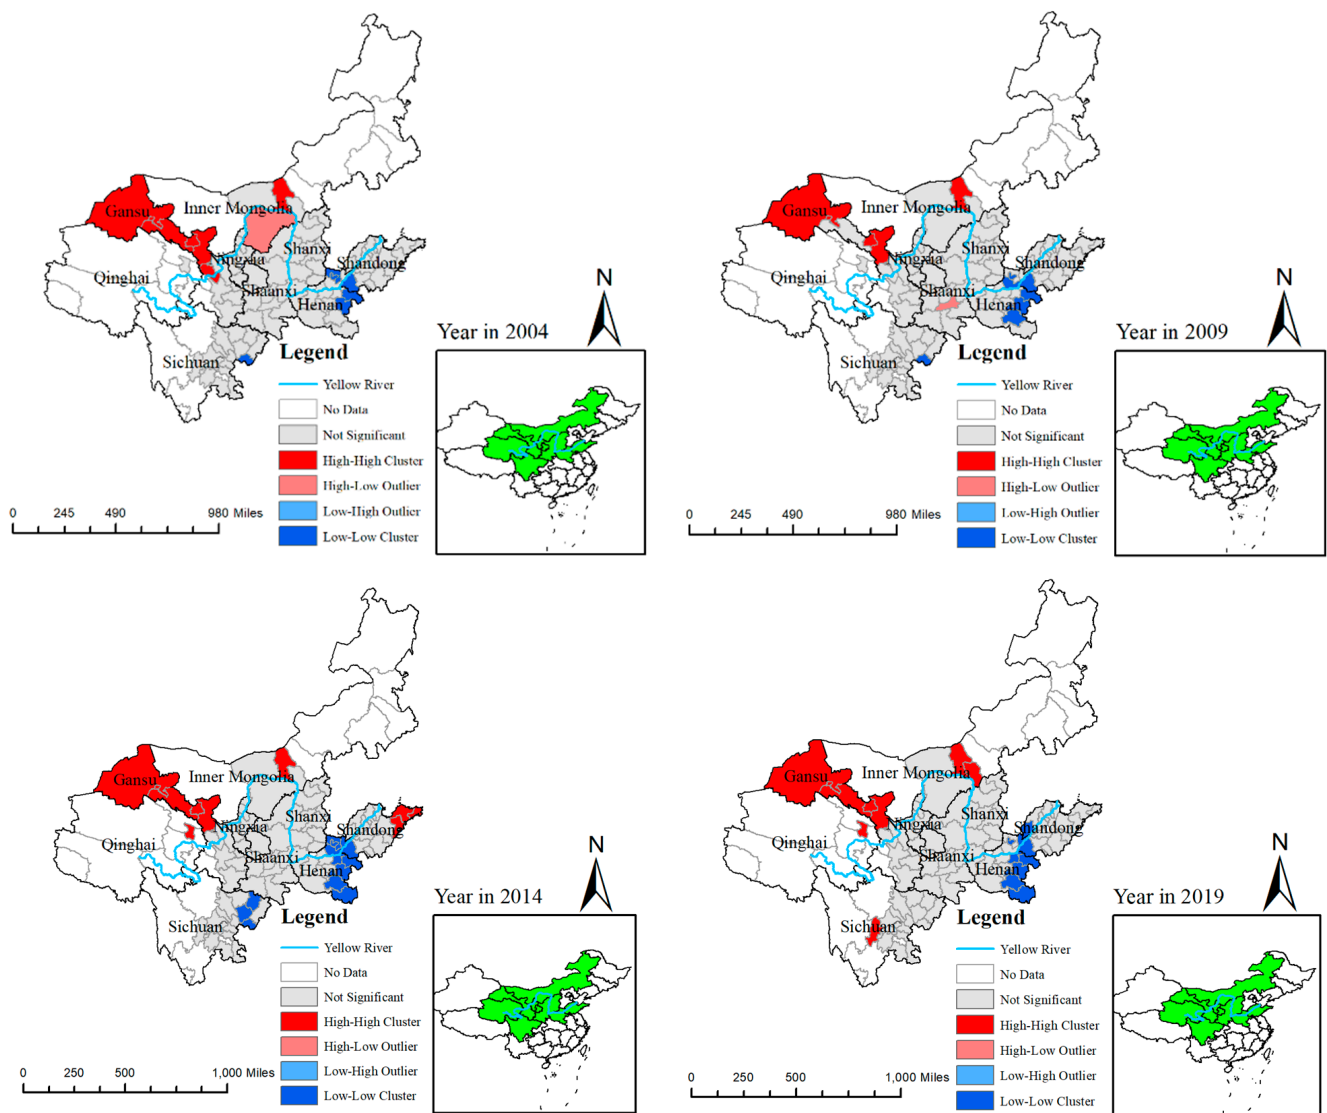 Gansu
Inner Mongolia
Shanxi
Ningxia
Shandong
Qinghai
Shaanxi
Henan
Sichuan
N
Year in 2004
Legend
Yellow River
No Data
Not Significant
High-High Cluster
High-Low Outlier
Low-High Outlier
Low-Low Cluster
0 245 490 980 Miles
Gansu
Inner Mongolia
Shanxi
Ningxia
Shandong
Qinghai
Shaanxi
Henan
Sichuan
N
Year in 2009
Legend
Yellow River
No Data
Not Significant
High-High Cluster
High-Low Outlier
Low-High Outlier
Low-Low Cluster
0 245 490 980 Miles
Gansu
Inner Mongolia
Shanxi
Ningxia
Shandong
Qinghai
Shaanxi
Henan
Sichuan
N
Year in 2014
Legend
Yellow River
No Data
Not Significant
High-High Cluster
High-Low Outlier
Low-High Outlier
Low-Low Cluster
0 250 500 1,000 Miles
Gansu
Inner Mongolia
Shanxi
Ningxia
Shandong
Qinghai
Shaanxi
Henan
Sichuan
N
Year in 2019
Legend
Yellow River
No Data
Not Significant
High-High Cluster
High-Low Outlier
Low-High Outlier
Low-Low Cluster
0 250 500 1,000 Miles